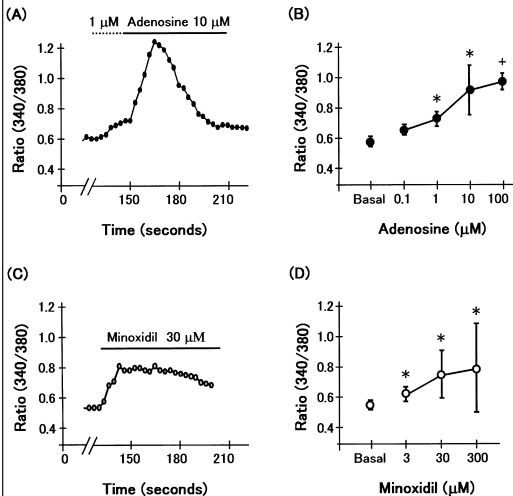 (A)
1 μM Adenosine 10 μM
Ratio (340/380)
1.2
1.0
0.8
0.6
0.4
0 150 180 210
Time (seconds)
(B)
Ratio (340/380)
1.2
1.0
0.8
0.6
0.4
* * +
Basal 0.1 1 10 100
Adenosine (μM)
(C)
Minoxidil 30 μM
Ratio (340/380)
1.2
1.0
0.8
0.6
0.4
0 150 180 210
Time (seconds)
(D)
Ratio (340/380)
1.2
1.0
0.8
0.6
0.4
* * *
Basal 3 30 300
Minoxidil (μM)